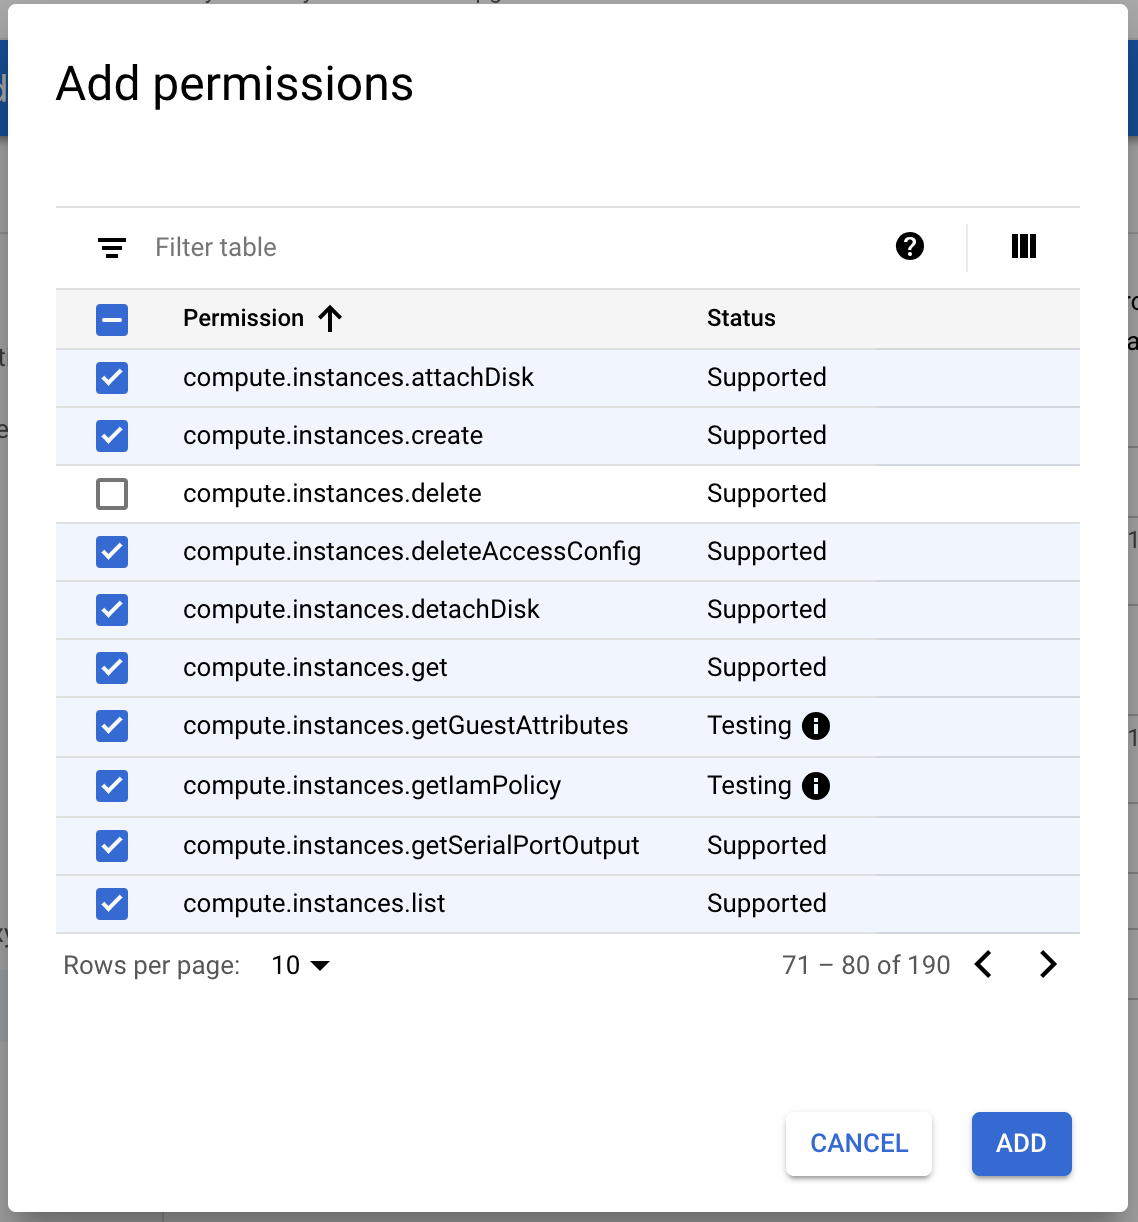 Add permissions
Filter table
Permission Status
compute.instances.attachDisk Supported
compute.instances.create Supported
compute.instances.delete Supported
compute.instances.deleteAccessConfig Supported
compute.instances.detachDisk Supported
compute.instances.get Supported
compute.instances.getGuestAttributes Testing
compute.instances.getIamPolicy Testing
compute.instances.getSerialPortOutput Supported
compute.instances.list Supported
Rows per page: 10 71 – 80 of 190
CANCEL ADD